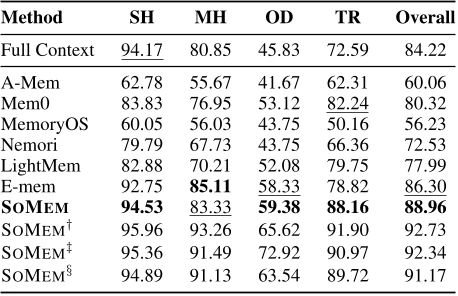 Method SH MH OD TR Overall
Full Context 94.17 80.85 45.83 72.59 84.22
A-Mem 62.78 55.67 41.67 62.31 60.06
Mem0 83.83 76.95 53.12 82.24 80.32
MemoryOS 60.05 56.03 43.75 50.16 56.23
Nemori 79.79 67.73 43.75 66.36 72.53
LightMem 82.88 70.21 52.08 79.75 77.99
E-mem 92.75 85.11 58.33 78.82 86.30
SOMEM 94.53 83.33 59.38 88.16 88.96
SOMEM† 95.96 93.26 65.62 91.90 92.73
SOMEM‡ 95.36 91.49 72.92 90.97 92.34
SOMEM§ 94.89 91.13 63.54 89.72 91.17